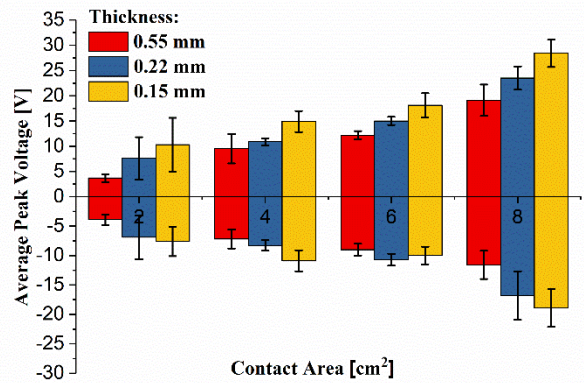 Thickness:
0.55 mm
0.22 mm
0.15 mm
Average Peak Voltage [V]
35
30
25
20
15
10
5
0
-5
-10
-15
-20
-25
-30
2 4 6 8
Contact Area [cm²]